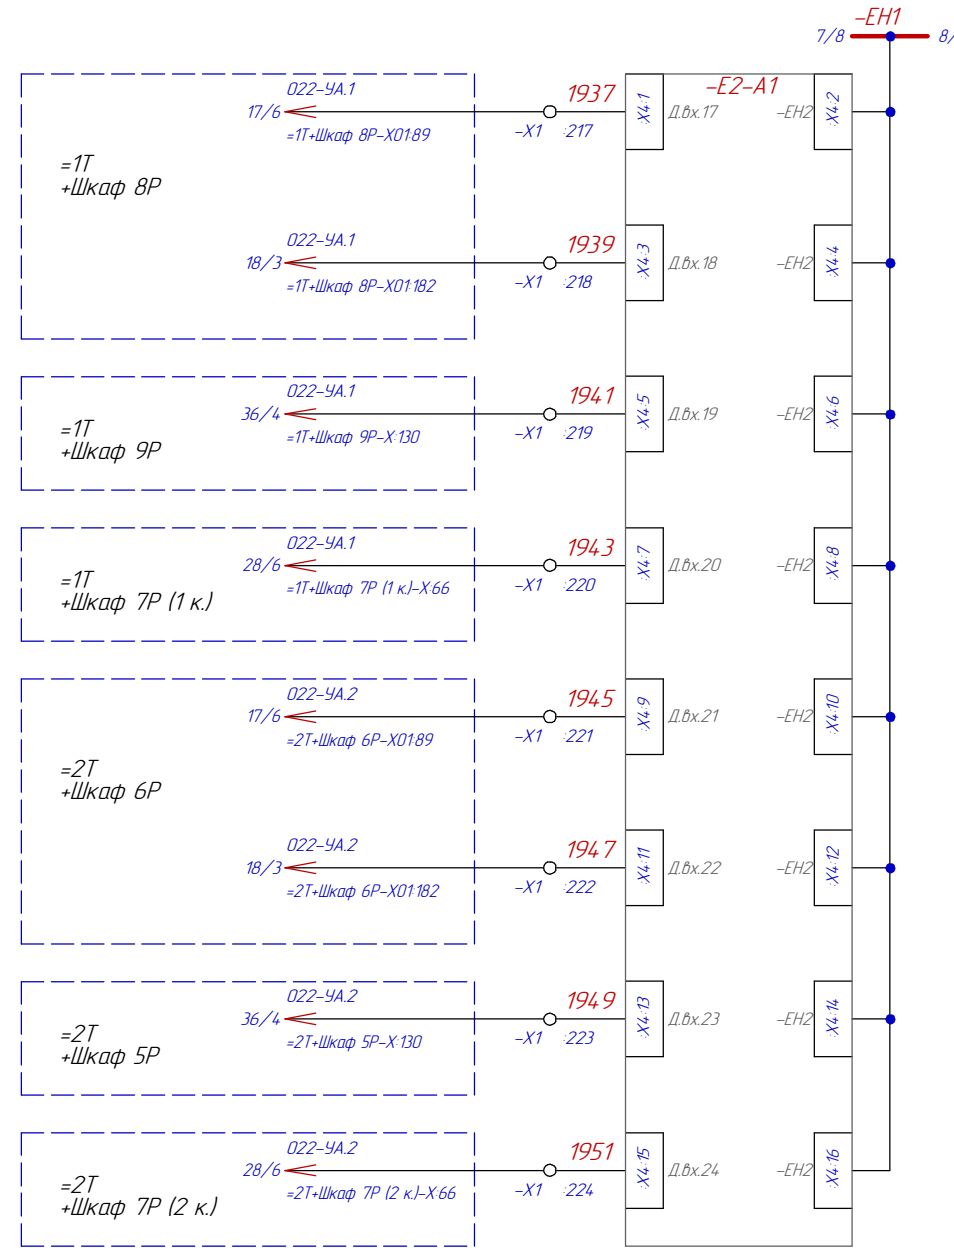 -EH1
7/8
8/
-E2-A1
022-УА.1
17/6
=1Т+Шкаф 8Р-Х01:89
1937
-X1 :217
:X4:1
Д.Вх.17
-EH2
:X4:2
=1Т
+Шкаф 8Р
022-УА.1
18/3
=1Т+Шкаф 8Р-Х01:182
1939
-X1 :218
:X4:3
Д.Вх.18
-EH2
:X4:4
022-УА.1
36/4
=1Т+Шкаф 9Р-Х:130
1941
-X1 :219
:X4:5
Д.Вх.19
-EH2
:X4:6
=1Т
+Шкаф 9Р
022-УА.1
28/6
=1Т+Шкаф 7Р (1 к.)-Х:66
1943
-X1 :220
:X4:7
Д.Вх.20
-EH2
:X4:8
=1Т
+Шкаф 7Р (1 к.)
022-УА.2
17/6
=2Т+Шкаф 6Р-Х01:89
1945
-X1 :221
:X4:9
Д.Вх.21
-EH2
:X4:10
=2Т
+Шкаф 6Р
022-УА.2
18/3
=2Т+Шкаф 6Р-Х01:182
1947
-X1 :222
:X4:11
Д.Вх.22
-EH2
:X4:12
022-УА.2
36/4
=2Т+Шкаф 5Р-Х:130
1949
-X1 :223
:X4:13
Д.Вх.23
-EH2
:X4:14
=2Т
+Шкаф 5Р
022-УА.2
28/6
=2Т+Шкаф 7Р (2 к.)-Х:66
1951
-X1 :224
:X4:15
Д.Вх.24
-EH2
:X4:16
=2Т
+Шкаф 7Р (2 к.)